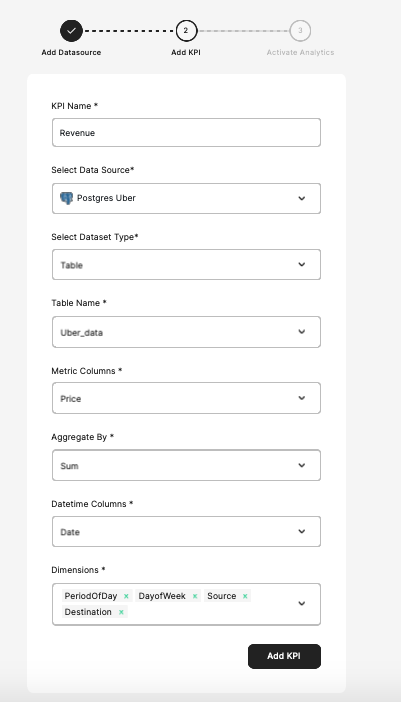 2
3
Add Datasource
Add KPI
Activate Analytics
KPI Name *
Revenue
Select Data Source*
Postgres Uber
Select Dataset Type*
Table
Table Name *
Uber_data
Metric Columns *
Price
Aggregate By *
Sum
Datetime Columns *
Date
Dimensions *
PeriodOfDay × DayofWeek × Source ×
Destination ×
Add KPI